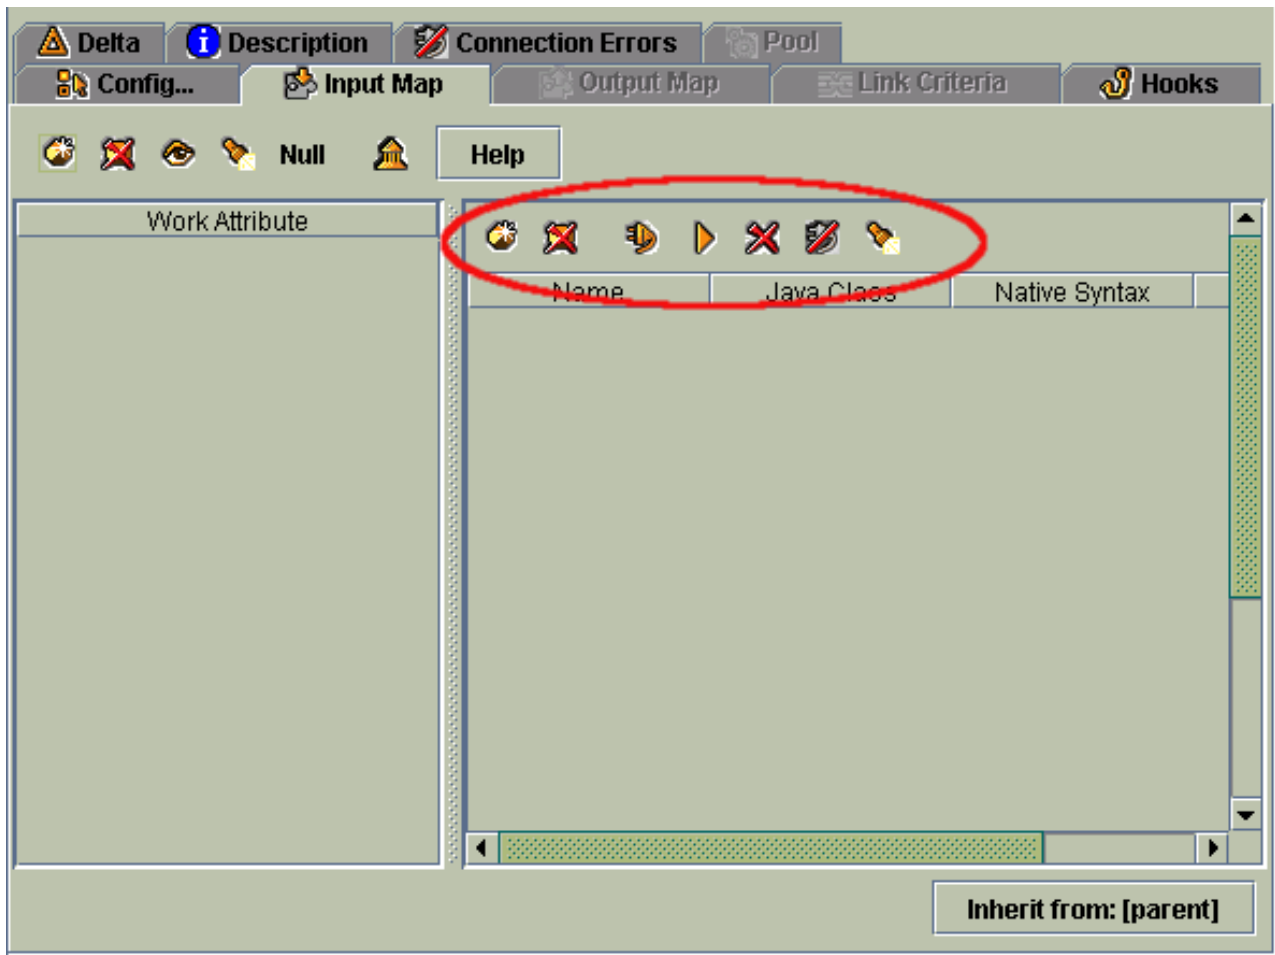 Delta Description Connection Errors Pool
Config... Input Map Output Map Link Criteria Hooks
Null Help
Work Attribute
Name Java Class Native Syntax
Inherit from: [parent]